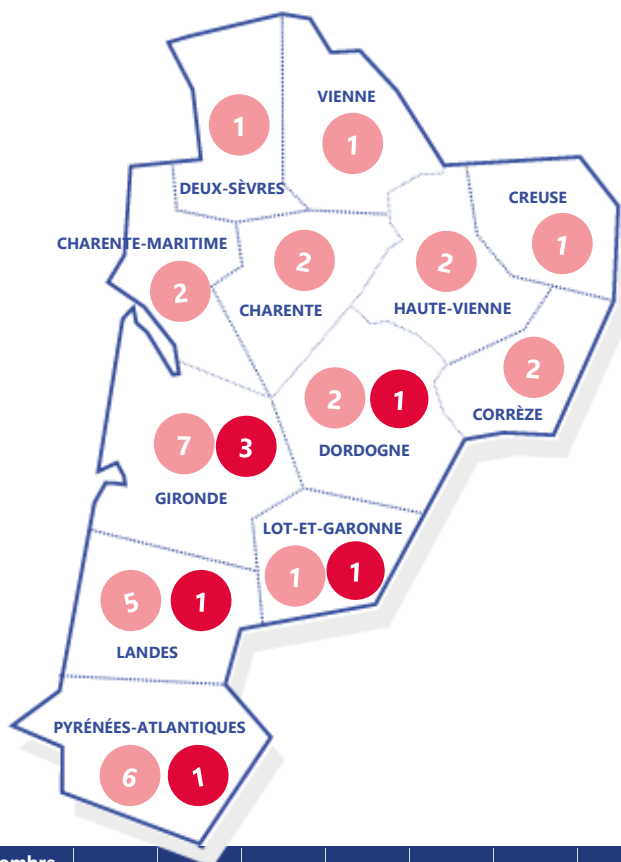 VIENNE
1
1
DEUX-SÈVRES
CREUSE
1
CHARENTE-MARITIME
2
2
CHARENTE
2
HAUTE-VIENNE
2
CORRÈZE
2 1
DORDOGNE
7 3
GIRONDE
LOT-ET-GARONNE
1 1
5 1
LANDES
PYRÉNÉES-ATLANTIQUES
6 1